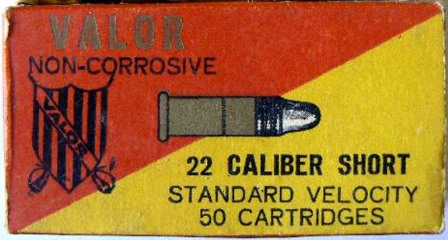 VALOR
NON-CORROSIVE
VALOR
22 CALIBER SHORT
STANDARD VELOCITY
50 CARTRIDGES